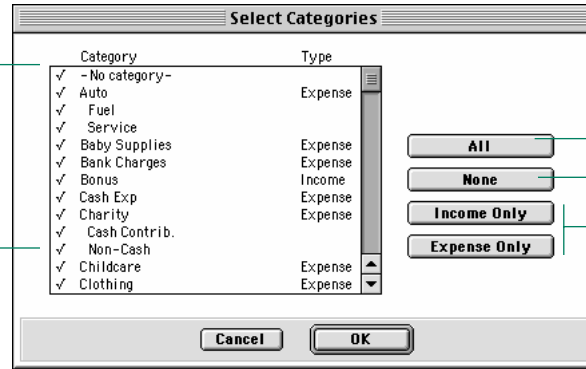 Select Categories
Category Type
✓ -No category-
✓ Auto Expense
✓ Fuel
✓ Service
✓ Baby Supplies Expense
✓ Bank Charges Expense
✓ Bonus Income
✓ Cash Exp Expense
✓ Charity Expense
✓ Cash Contrib.
✓ Non-Cash
✓ Childcare Expense
✓ Clothing Expense
All
None
Income Only
Expense Only
Cancel OK